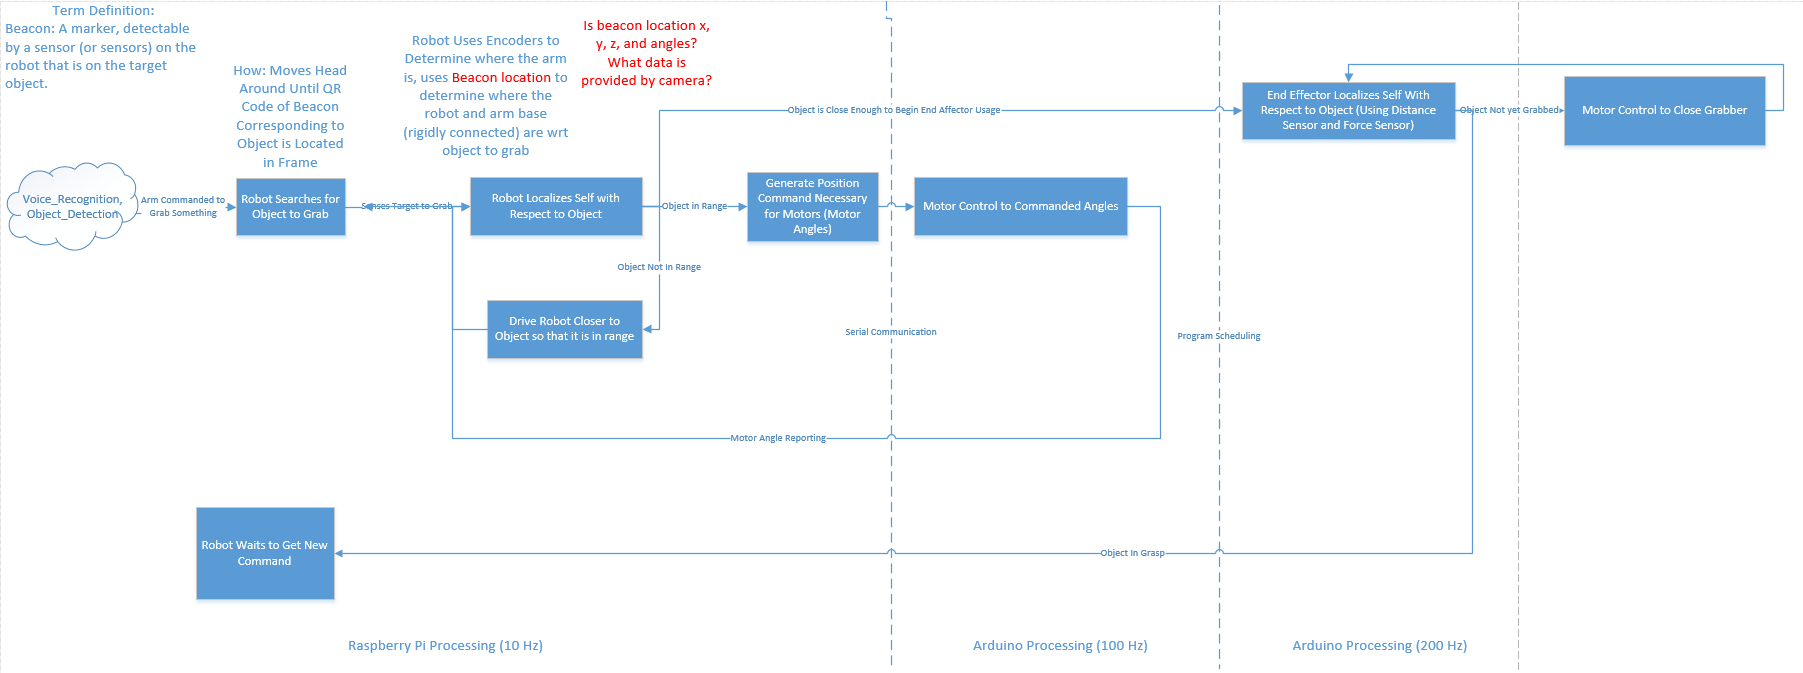 Term Definition:
Beacon: A marker, detectable
by a sensor (or sensors) on the
robot that is on the target
object.
How: Moves Head
Around Until QR
Code of Beacon
Corresponding to
Object is Located
in Frame
Robot Uses Encoders to
Determine where the arm
is, uses Beacon location to
determine where the
robot and arm base
(rigidly connected) are wrt
object to grab
Is beacon location x,
y, z, and angles?
What data is
provided by camera?
Object is Close Enough to Begin End Affector Usage
End Effector Localizes Self With
Respect to Object (Using Distance
Sensor and Force Sensor)
Object Not yet Grabbed
Motor Control to Close Grabber
Voice_Recognition,
Object_Detection
Arm Commanded to
Grab Something
Robot Searches for
Object to Grab
Senses Target to Grab
Robot Localizes Self with
Respect to Object
Object in Range
Generate Position
Command Necessary
for Motors (Motor
Angles)
Motor Control to Commanded Angles
Object Not In Range
Drive Robot Closer to
Object so that it is in range
Serial Communication
Program Scheduling
Motor Angle Reporting
Robot Waits to Get New
Command
Object In Grasp
Raspberry Pi Processing (10 Hz)
Arduino Processing (100 Hz)
Arduino Processing (200 Hz)